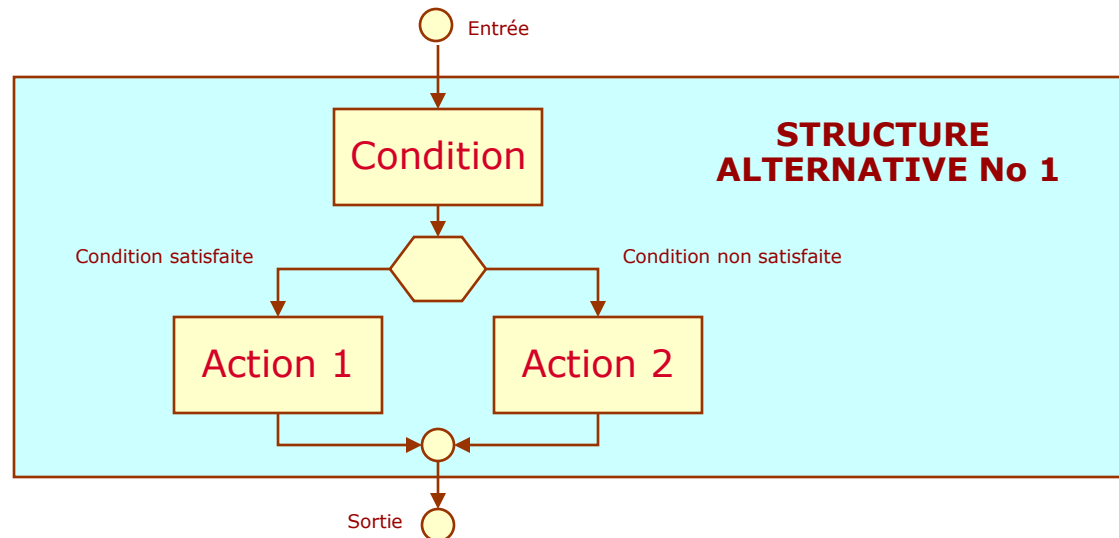 Entrée
STRUCTURE
ALTERNATIVE No 1
Condition
Condition satisfaite
Condition non satisfaite
Action 1
Action 2
Sortie